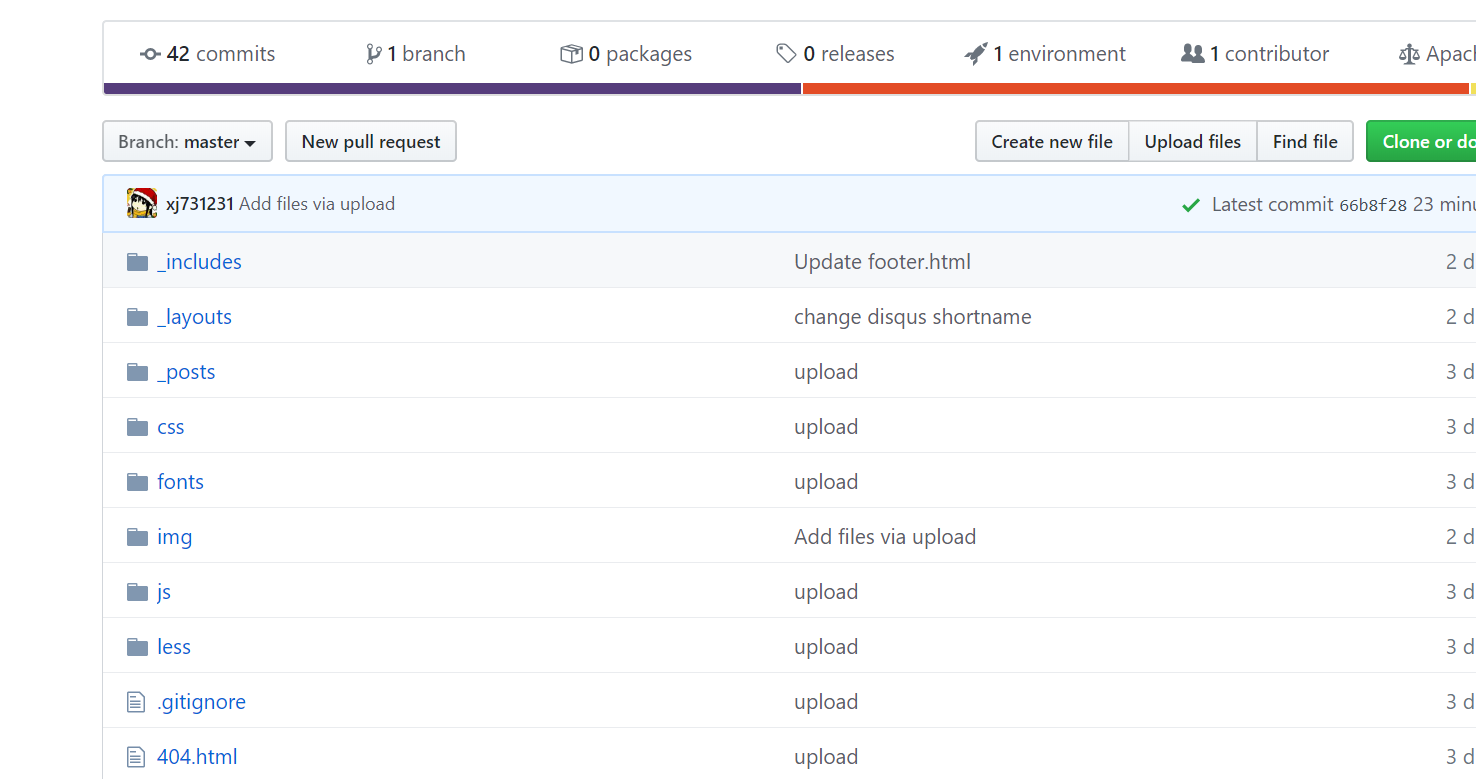 42 commits 1 branch 0 packages 0 releases 1 environment 1 contributor
Branch: master New pull request Create new file Upload files Find file Clone or
xj731231 Add files via upload Latest commit 66b8f28 23
_includes Update footer.html 2
_layouts change disqus shortname 2
_posts upload 3
css upload 3
fonts upload 3
img Add files via upload 2
js upload 3
less upload 3
.gitignore upload 3
404.html upload 3